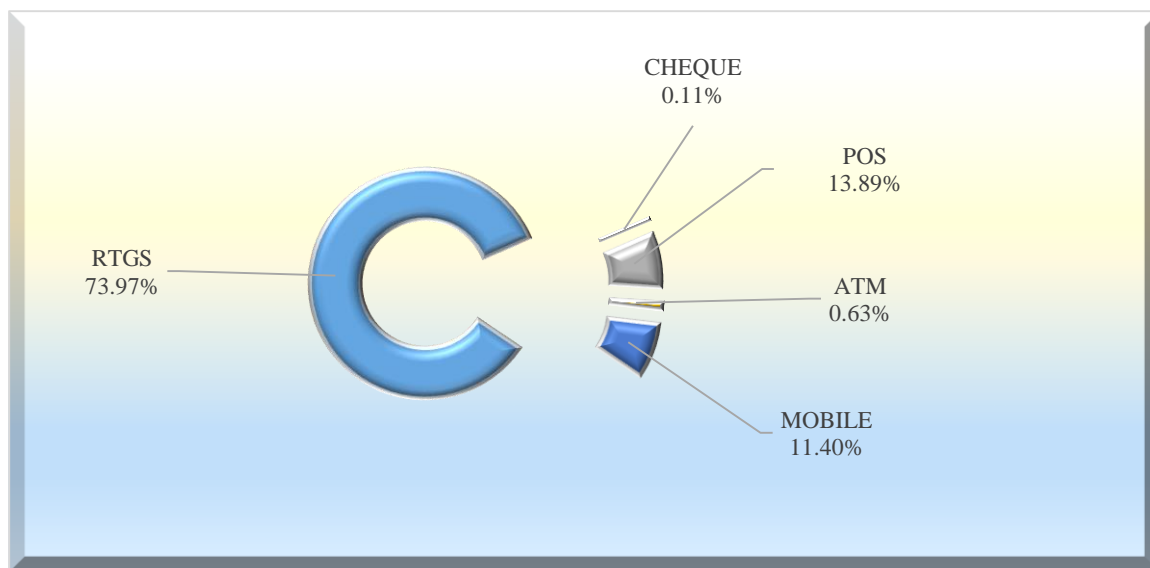 CHEQUE
0.11%
POS
13.89%
RTGS
73.97%
ATM
0.63%
MOBILE
11.40%